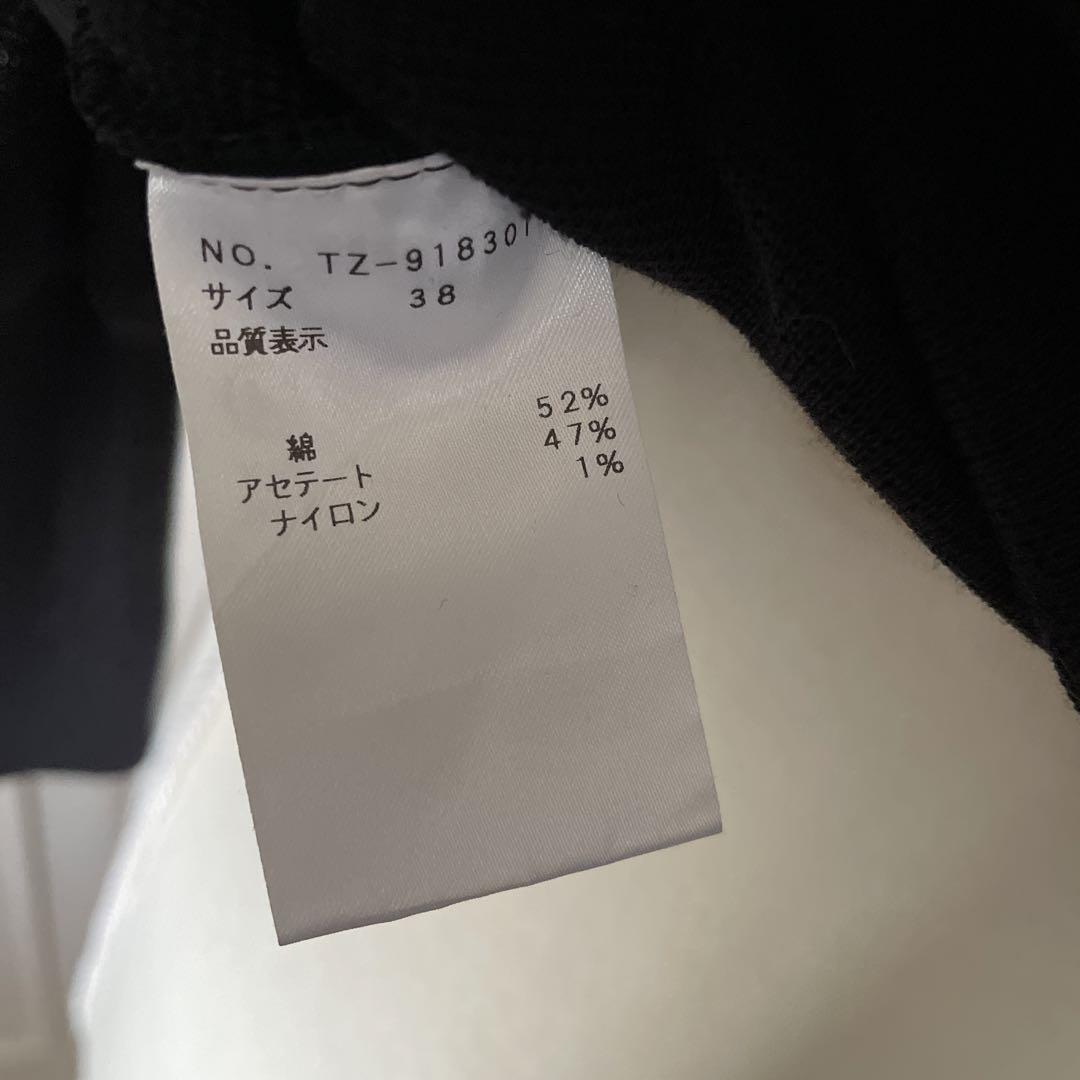 NO. TZ-918301
サイズ 38
品質表示
綿 52%
アセテート 47%
ナイロン 1%